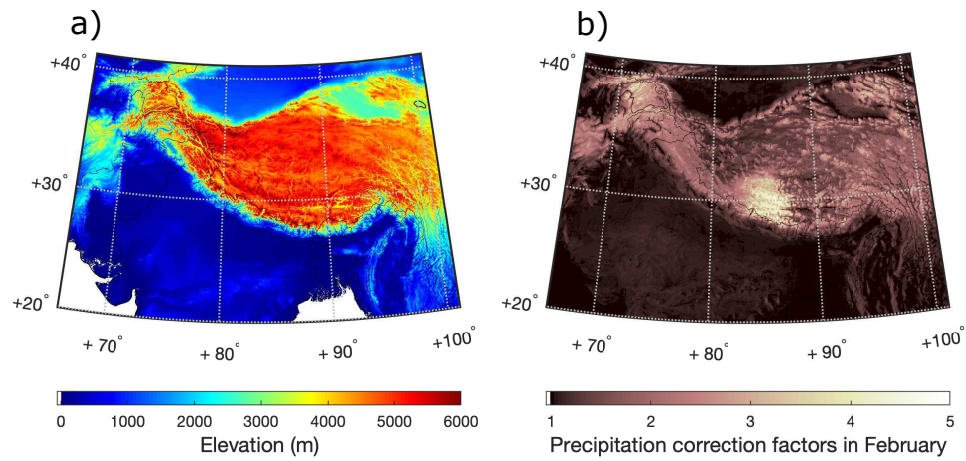 a)
b)
+40°
+30°
+20°
+ 70°
+ 80°
+ 90°
+100°
0 1000 2000 3000 4000 5000 6000
Elevation (m)
+40°
+30°
+20°
+ 70°
+ 80°
+ 90°
+100°
1 2 3 4 5
Precipitation correction factors in February